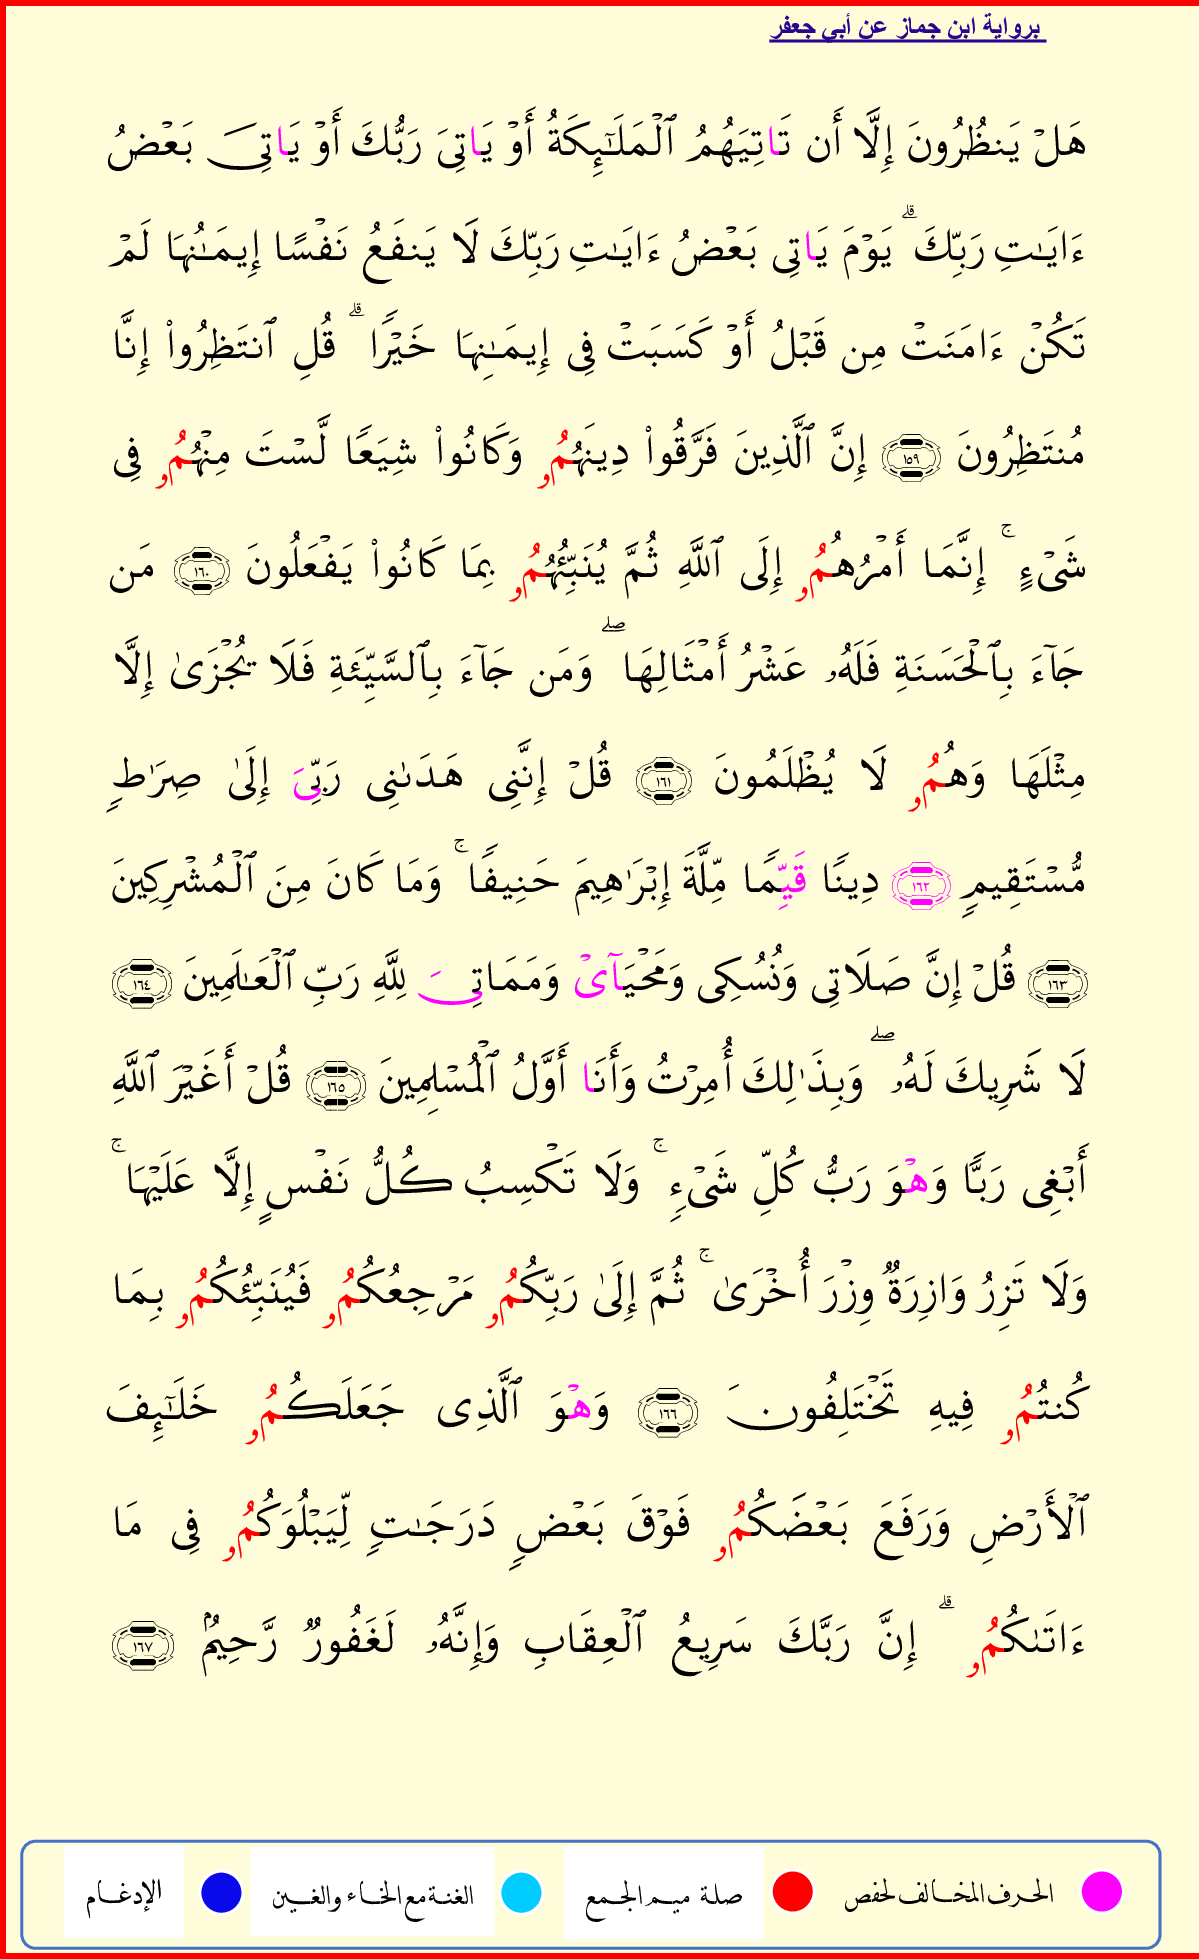 برواية ابن جماز عن أبي جعفر
هَلۡ يَنظُرُونَ إِلَّا أَن تَاتِيَهُمُ ٱلۡمَلَٰٓئِكَةُ أَوۡ يَاتِيَ رَبُّكَ أَوۡ يَاتِيَ بَعۡضُ
ءَايَٰتِ رَبِّكَۗ يَوۡمَ يَاتِي بَعۡضُ ءَايَٰتِ رَبِّكَ لَا يَنفَعُ نَفۡسًا إِيمَٰنُهَا لَمۡ
تَكُنۡ ءَامَنَتۡ مِن قَبۡلُ أَوۡ كَسَبَتۡ فِي إِيمَٰنِهَا خَيۡرًاۗ قُلِ ٱنتَظِرُواْ إِنَّا
مُنتَظِرُونَ ١٥٩ إِنَّ ٱلَّذِينَ فَرَّقُواْ دِينَهُمُۥ وَكَانُواْ شِيَعًا لَّسۡتَ مِنۡهُمُۥ فِي
شَيۡءٍۚ إِنَّمَا أَمۡرُهُمُۥ إِلَى ٱللَّهِ ثُمَّ يُنَبِّئُهُمُۥ بِمَا كَانُواْ يَفۡعَلُونَ ١٦٠ مَن
جَآءَ بِٱلۡحَسَنَةِ فَلَهُۥ عَشۡرُ أَمۡثَالِهَاۖ وَمَن جَآءَ بِٱلسَّيِّئَةِ فَلَا يُجۡزَىٰ إِلَّا
مِثۡلَهَا وَهُمُۥ لَا يُظۡلَمُونَ ١٦١ قُلۡ إِنَّنِي هَدَىٰنِي رَبِّيَ إِلَىٰ صِرَٰطٍ
مُّسۡتَقِيمٍ ١٦٢ دِينًا قَيِّمًا مِّلَّةَ إِبۡرَٰهِيمَ حَنِيفًاۚ وَمَا كَانَ مِنَ ٱلۡمُشۡرِكِينَ
١٦٣ قُلۡ إِنَّ صَلَاتِي وَنُسُكِي وَمَحۡيَآيۡ وَمَمَاتِيَ لِلَّهِ رَبِّ ٱلۡعَٰلَمِينَ ١٦٤
لَا شَرِيكَ لَهُۥۖ وَبِذَٰلِكَ أُمِرۡتُ وَأَنَا أَوَّلُ ٱلۡمُسۡلِمِينَ ١٦٥ قُلۡ أَغَيۡرَ ٱللَّهِ
أَبۡغِي رَبًّا وَهۡوَ رَبُّ كُلِّ شَيۡءٍۚ وَلَا تَكۡسِبُ كُلُّ نَفۡسٍ إِلَّا عَلَيۡهَاۚ
وَلَا تَزِرُ وَازِرَةٌ وِزۡرَ أُخۡرَىٰۚ ثُمَّ إِلَىٰ رَبِّكُمُۥ مَرۡجِعُكُمُۥ فَيُنَبِّئُكُمُۥ بِمَا
كُنتُمُۥ فِيهِ تَخۡتَلِفُونَ ١٦٦ وَهۡوَ ٱلَّذِي جَعَلَكُمُۥ خَلَٰٓئِفَ
ٱلۡأَرۡضِ وَرَفَعَ بَعۡضَكُمُۥ فَوۡقَ بَعۡضٍ دَرَجَٰتٍ لِّيَبۡلُوَكُمُۥ فِي مَا
ءَاتَىٰكُمُۥۗ إِنَّ رَبَّكَ سَرِيعُ ٱلۡعِقَابِ وَإِنَّهُۥ لَغَفُورٌ رَّحِيمٌ ١٦٧
الحرف المخالف لحفص صلة ميم الجمع الغنة مع الخاء والغين الإدغام